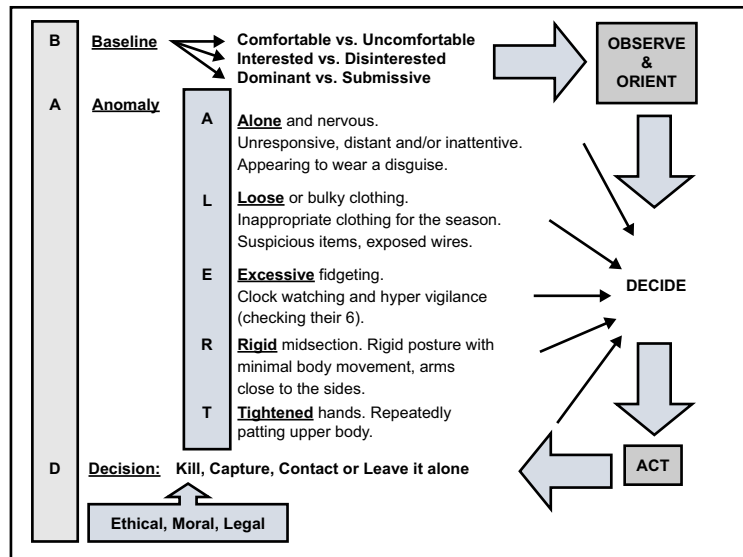 B Baseline Comfortable vs. Uncomfortable
Interested vs. Disinterested
Dominant vs. Submissive
OBSERVE
&
ORIENT
A Anomaly
A Alone and nervous.
Unresponsive, distant and/or inattentive.
Appearing to wear a disguise.
L Loose or bulky clothing.
Inappropriate clothing for the season.
Suspicious items, exposed wires.
E Excessive fidgeting.
Clock watching and hyper vigilance
(checking their 6).
DECIDE
R Rigid midsection. Rigid posture with
minimal body movement, arms
close to the sides.
T Tightened hands. Repeatedly
patting upper body.
D Decision: Kill, Capture, Contact or Leave it alone
ACT
Ethical, Moral, Legal